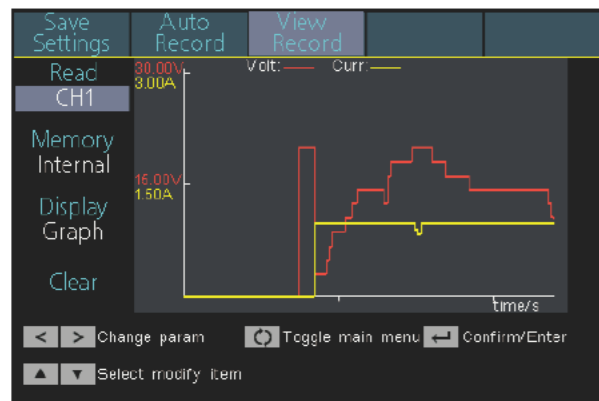 Save Auto View
Settings Record Record
Read
CH1
Memory
Internal
Display
Graph
Clear
30.00V
3.00A
Volt: Curr:
15.00V
1.50A
time/s
< > Change param Toggle main menu Confirm/Enter
▲ ▼ Select modify item